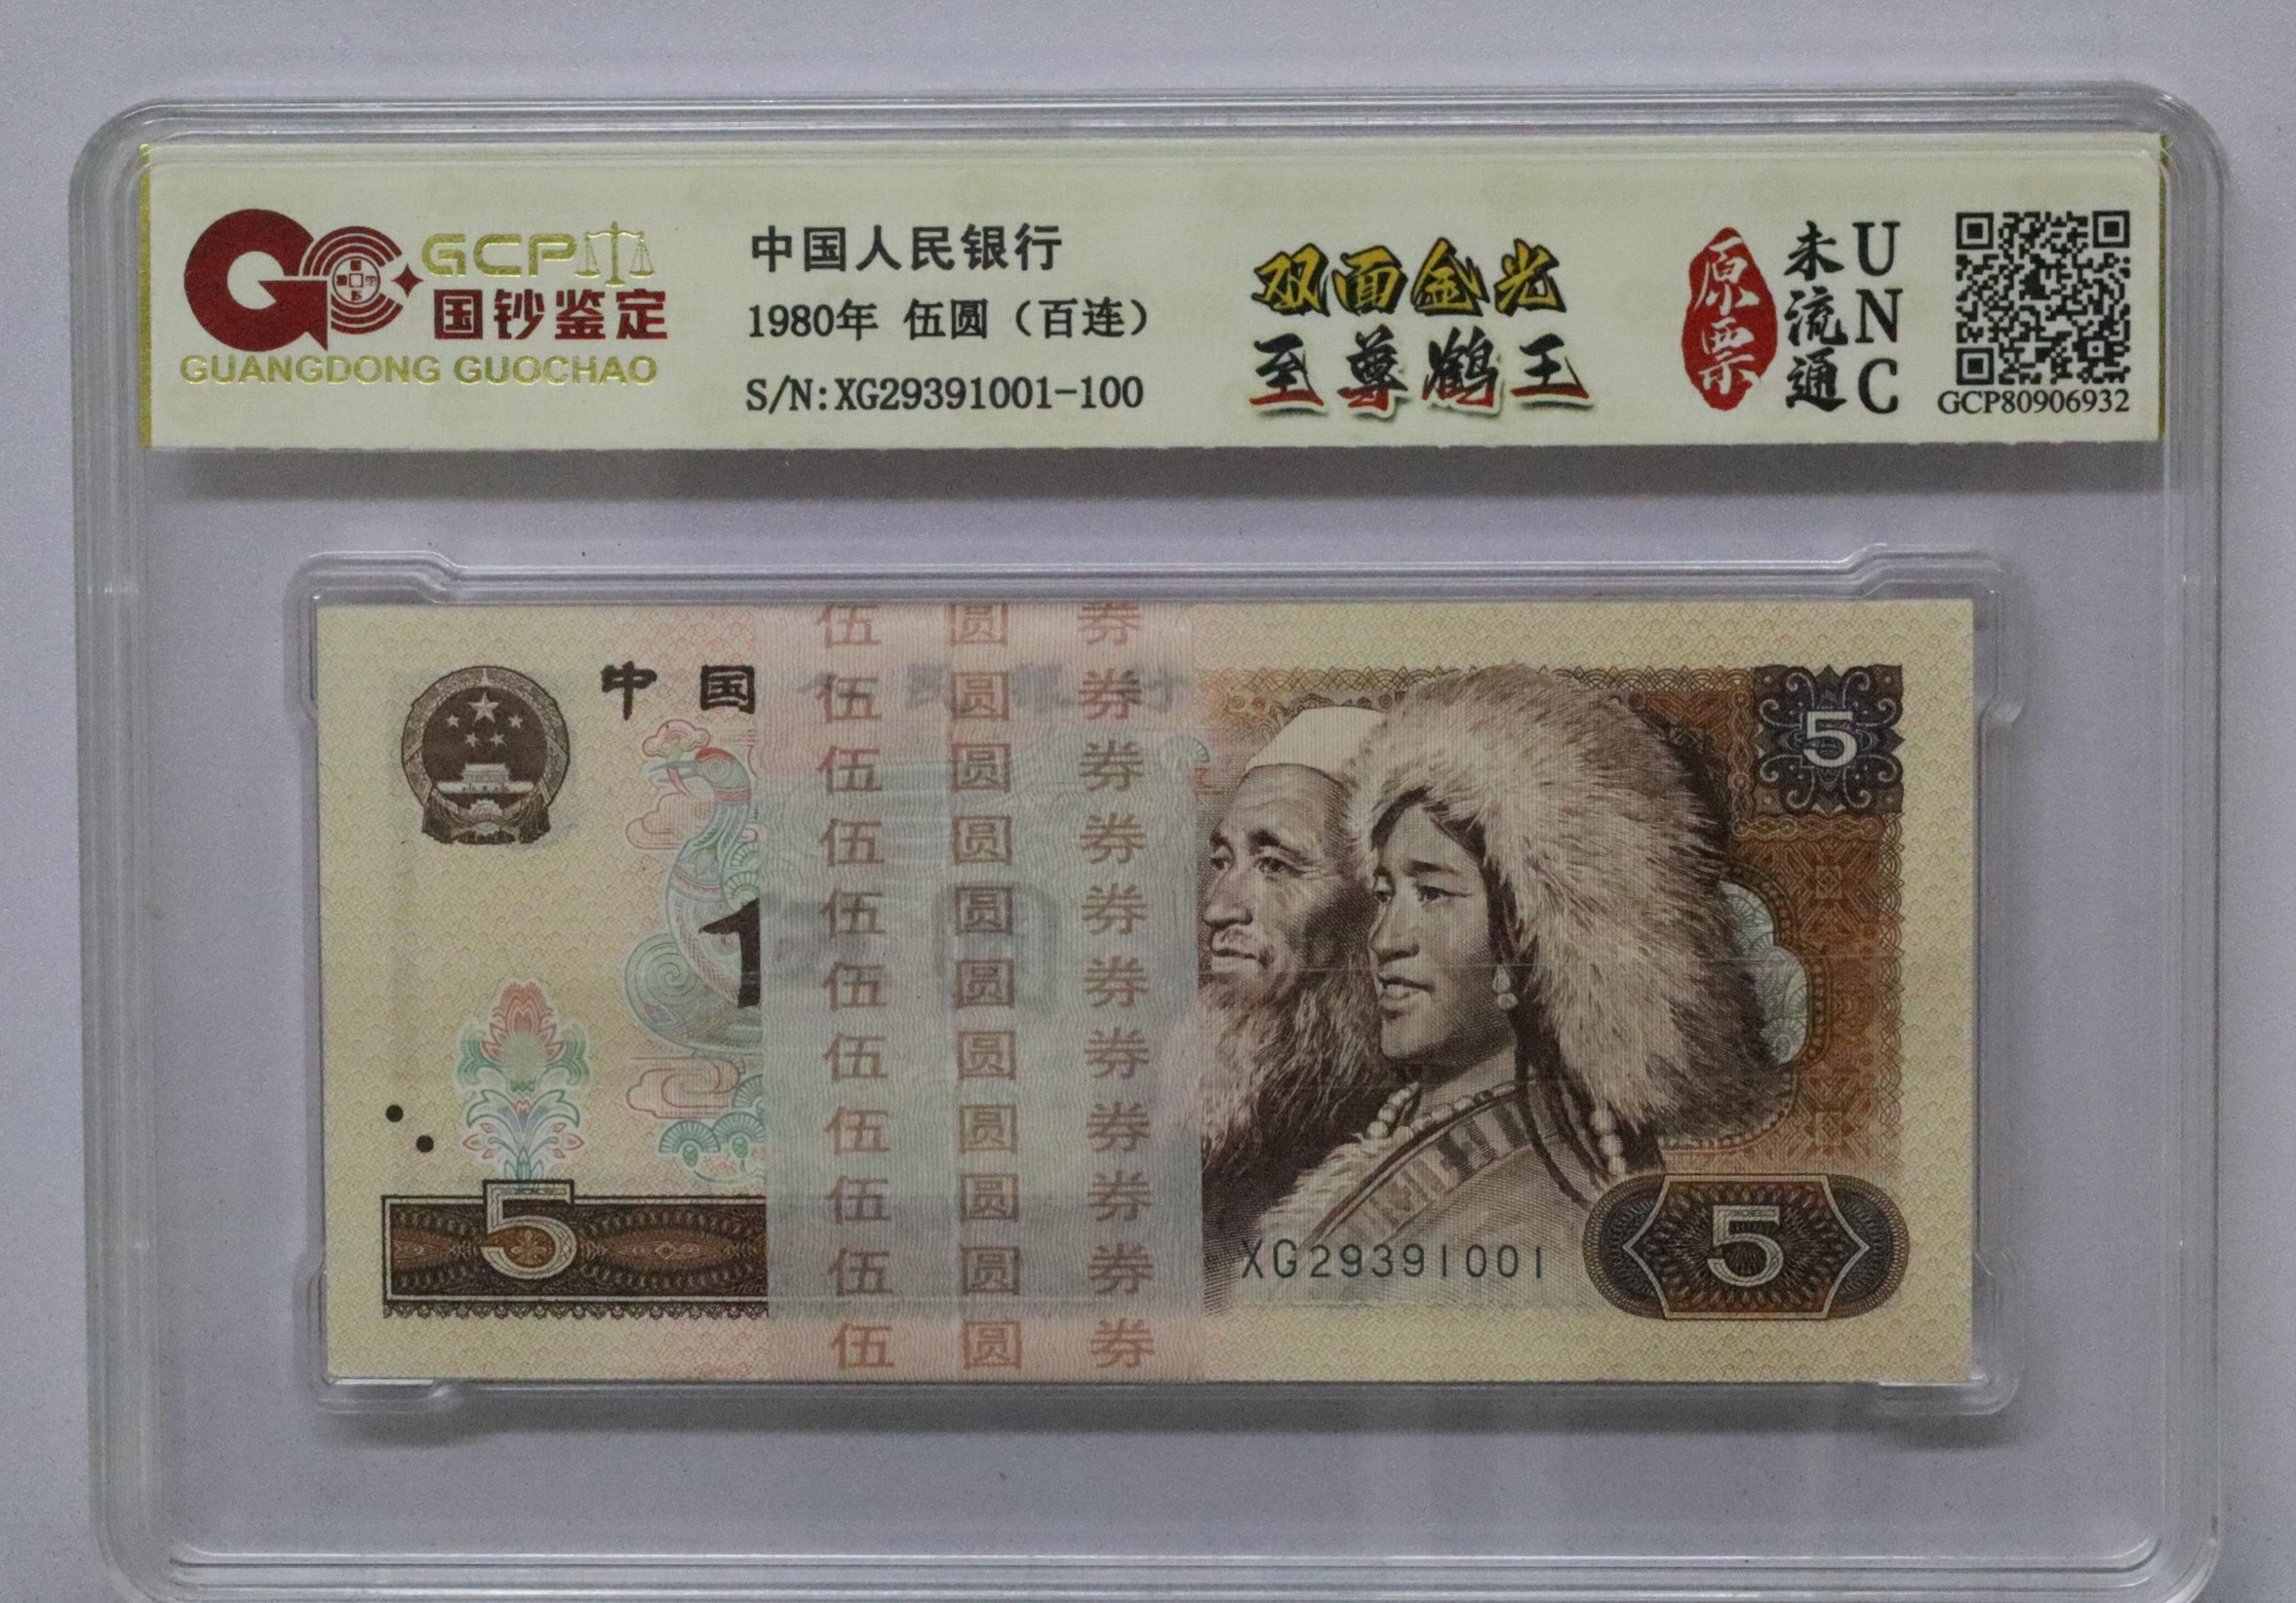 GCP
国钞鉴定
GUANGDONG GUOCHAO
中国人民银行
1980年 伍圆（百连）
S/N:XG29391001-100
双面金光
至尊鹤王
原票
未流通
UNC
GCP80906932
伍 圆 券
中国
伍 圆 券
5
伍 圆 券
伍 圆 券
伍 圆 券
伍 圆 券
伍 圆 券
伍 圆 券
伍 圆 券
5
XG29391001
5
伍 圆 券
伍 圆 券